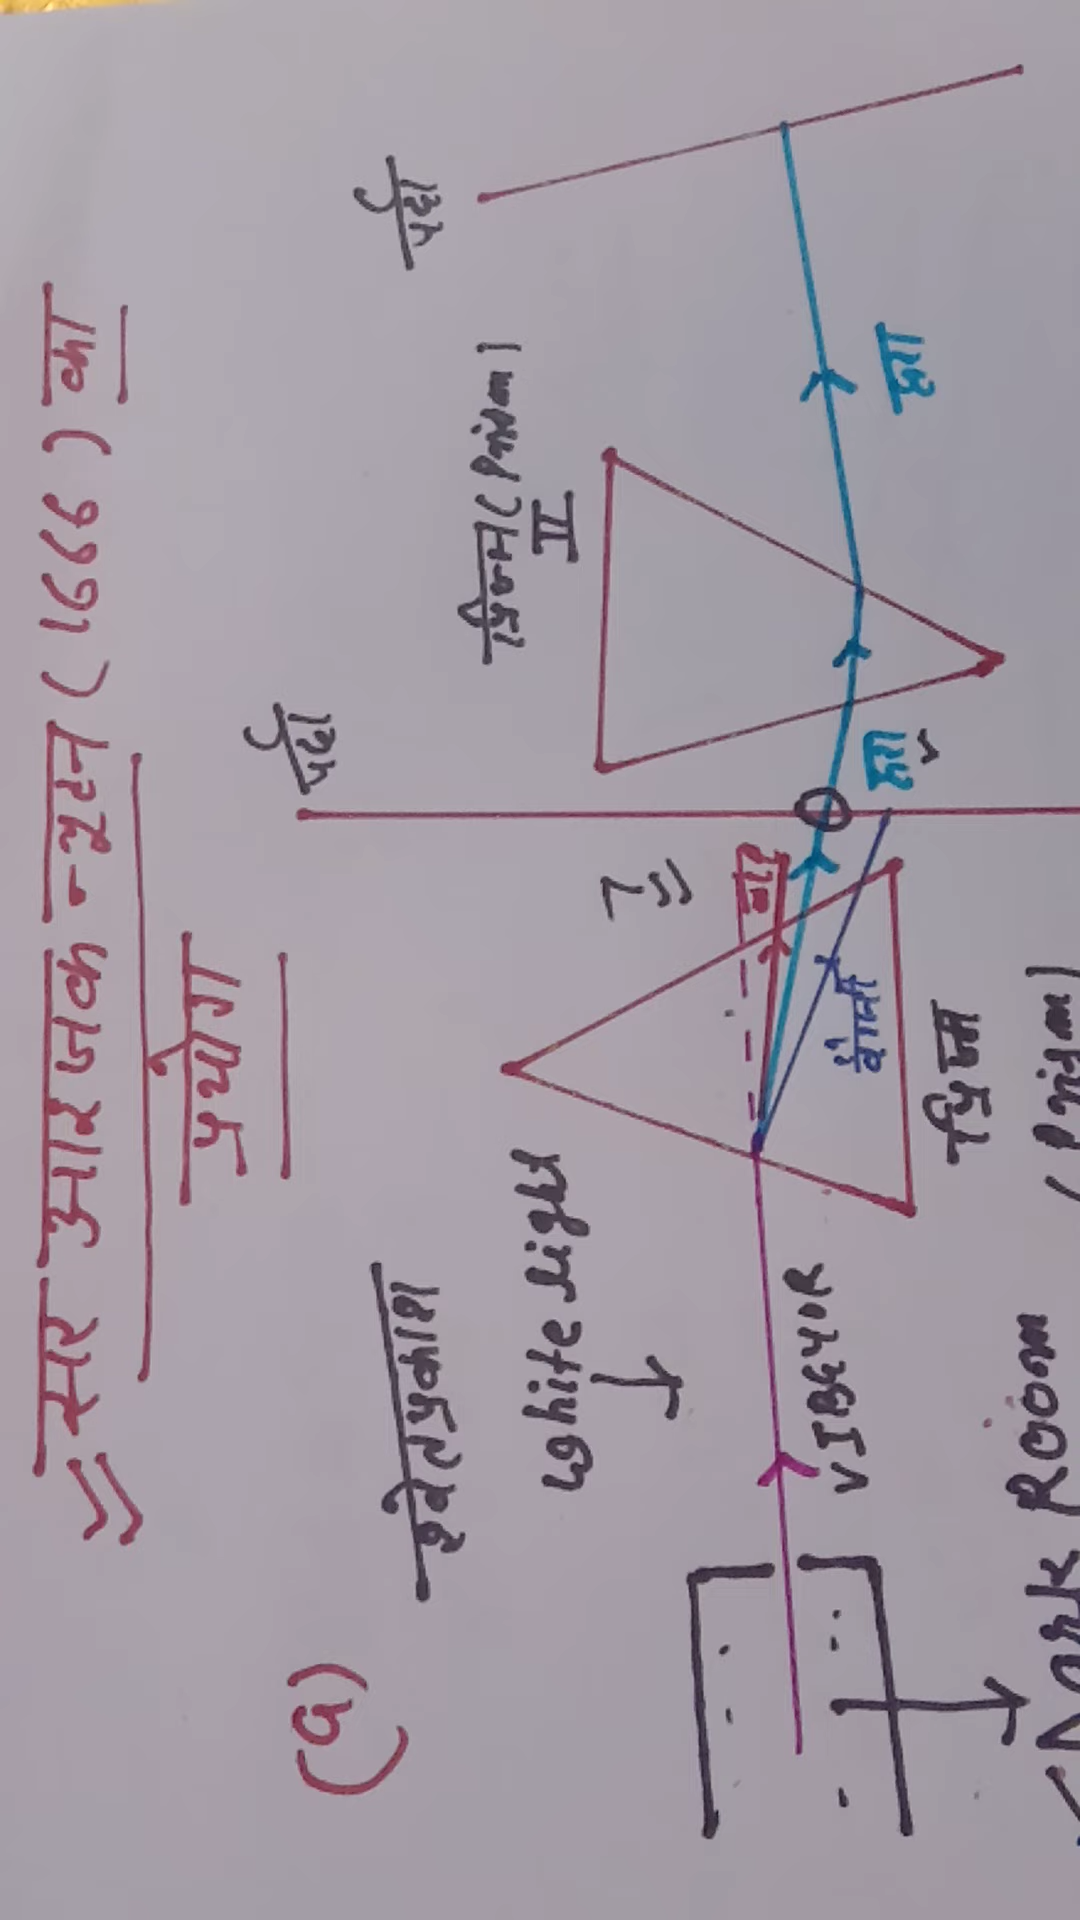 सर आइजक न्यूटन (1666) का
प्रयोग
(a)
Dark Room
VIBGYOR
White light
श्वेत प्रकाश
प्रिज्म
(Prism)
I
बैंगनी
लाल
हरा
पर्दा
प्रिज्म (Prism)
II
हरा
पर्दा